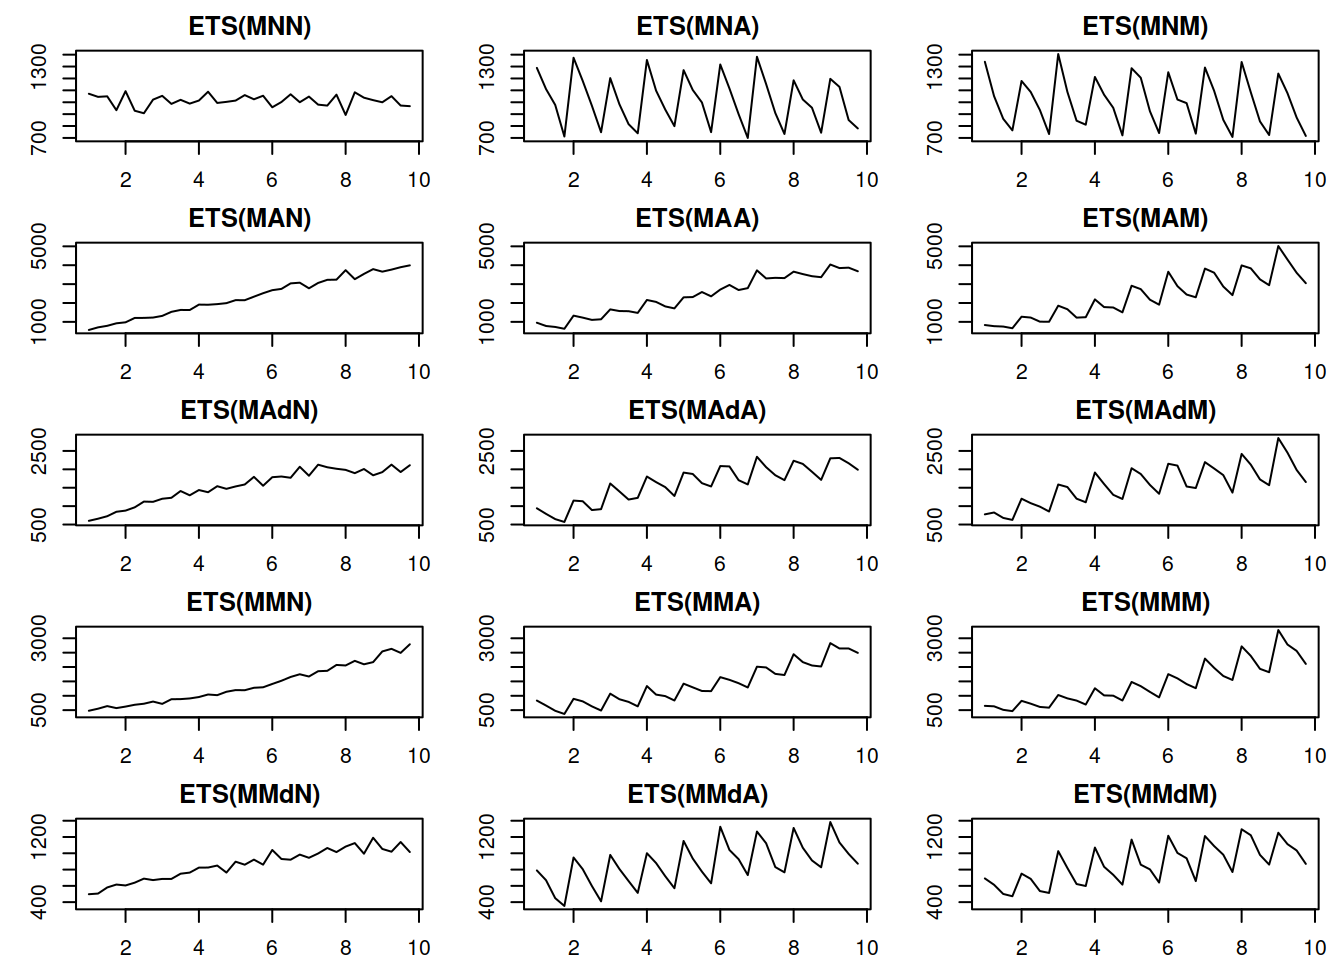 ETS(MNN) ETS(MNA) ETS(MNM)
1300 1300 1300
700 700 700
2 4 6 8 10 2 4 6 8 10 2 4 6 8 10
ETS(MAN) ETS(MAA) ETS(MAM)
5000 5000 5000
1000 1000 1000
2 4 6 8 10 2 4 6 8 10 2 4 6 8 10
ETS(MAdN) ETS(MAdA) ETS(MAdM)
2500 2500 2500
500 500 500
2 4 6 8 10 2 4 6 8 10 2 4 6 8 10
ETS(MMN) ETS(MMA) ETS(MMM)
3000 3000 3000
500 500 500
2 4 6 8 10 2 4 6 8 10 2 4 6 8 10
ETS(MMdN) ETS(MMdA) ETS(MMdM)
1200 1200 1200
400 400 400
2 4 6 8 10 2 4 6 8 10 2 4 6 8 10